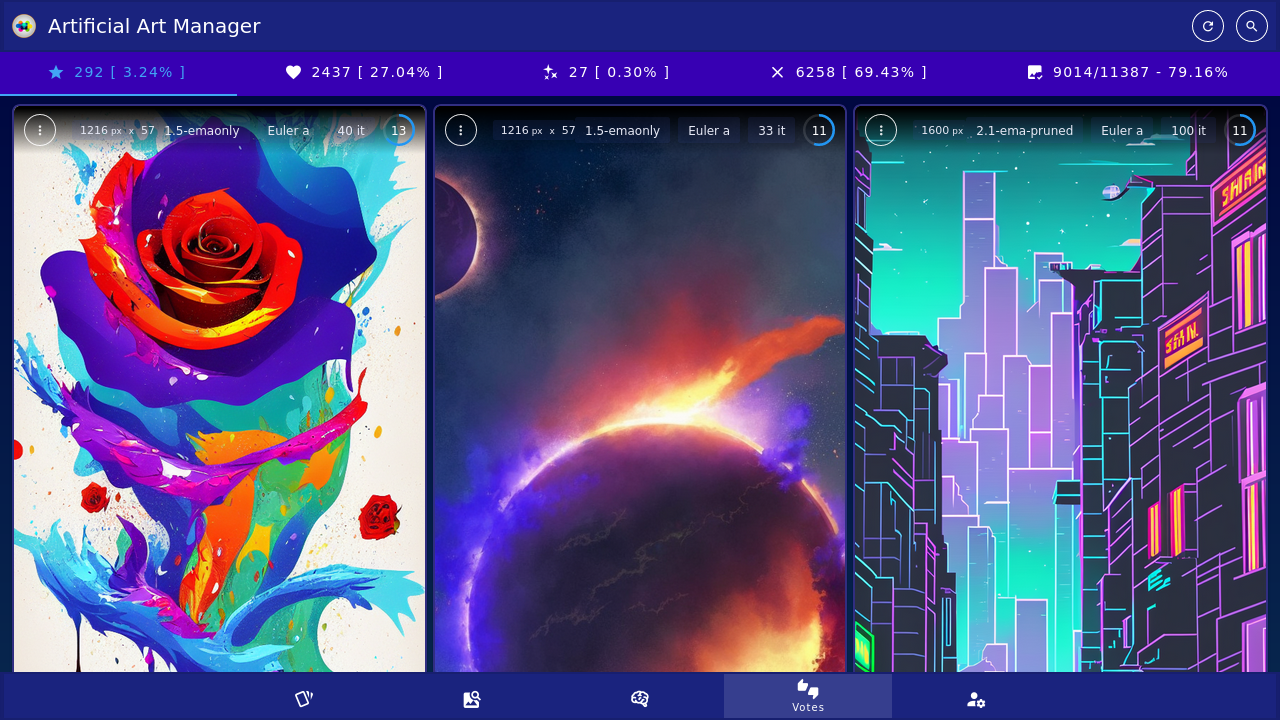 Artificial Art Manager
292 [ 3.24% ]
2437 [ 27.04% ]
27 [ 0.30% ]
6258 [ 69.43% ]
9014/11387 - 79.16%
1216 px x 57 1.5-emaonly Euler a 40 it 13
1216 px x 57 1.5-emaonly Euler a 33 it 11
1600 px 2.1-ema-pruned Euler a 100 it 11
Votes